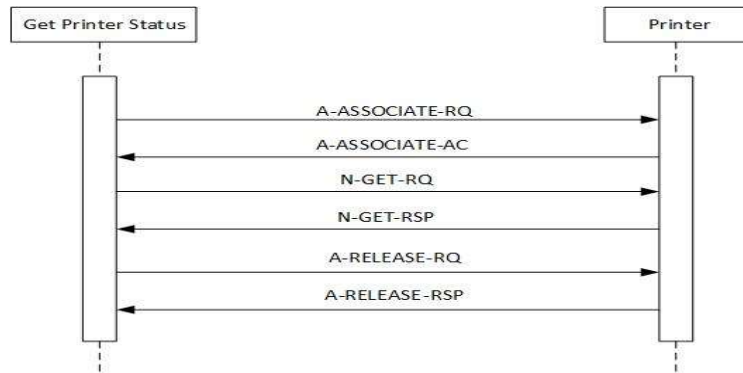 Get Printer Status
Printer
A-ASSOCIATE-RQ
A-ASSOCIATE-AC
N-GET-RQ
N-GET-RSP
A-RELEASE-RQ
A-RELEASE-RSP